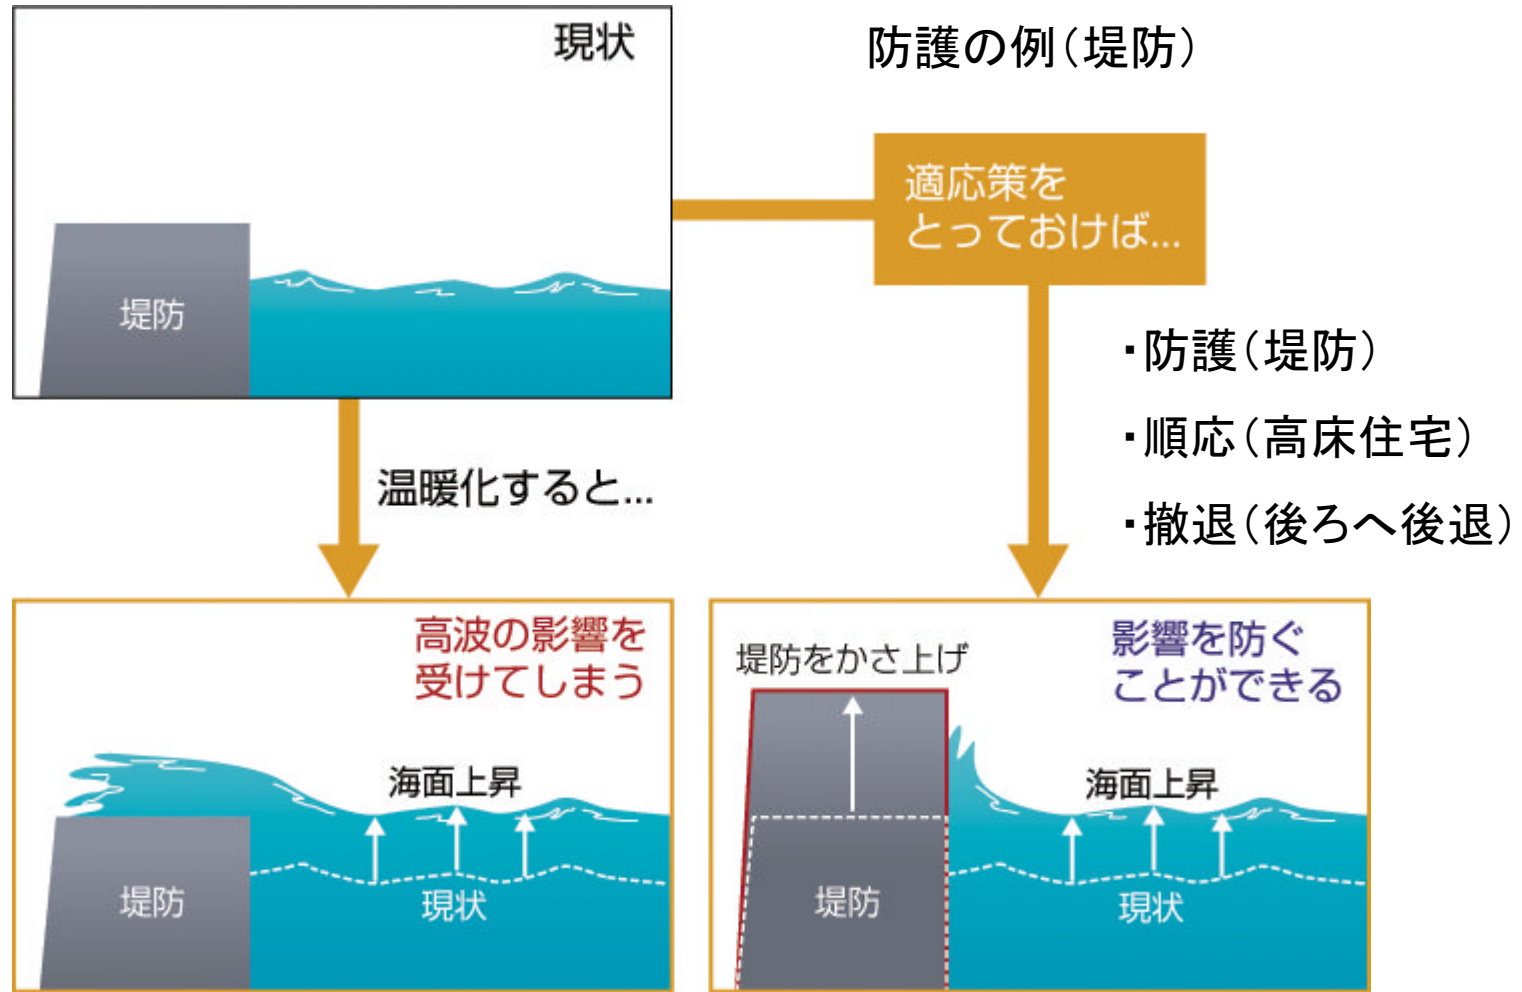 現状
防護の例(堤防)
適応策を
とっておけば...
堤防
・防護(堤防)
・順応(高床住宅)
・撤退(後ろへ後退)
温暖化すると...
高波の影響を
受けてしまう
海面上昇
堤防
現状
堤防をかさ上げ
影響を防ぐ
ことができる
海面上昇
堤防
現状